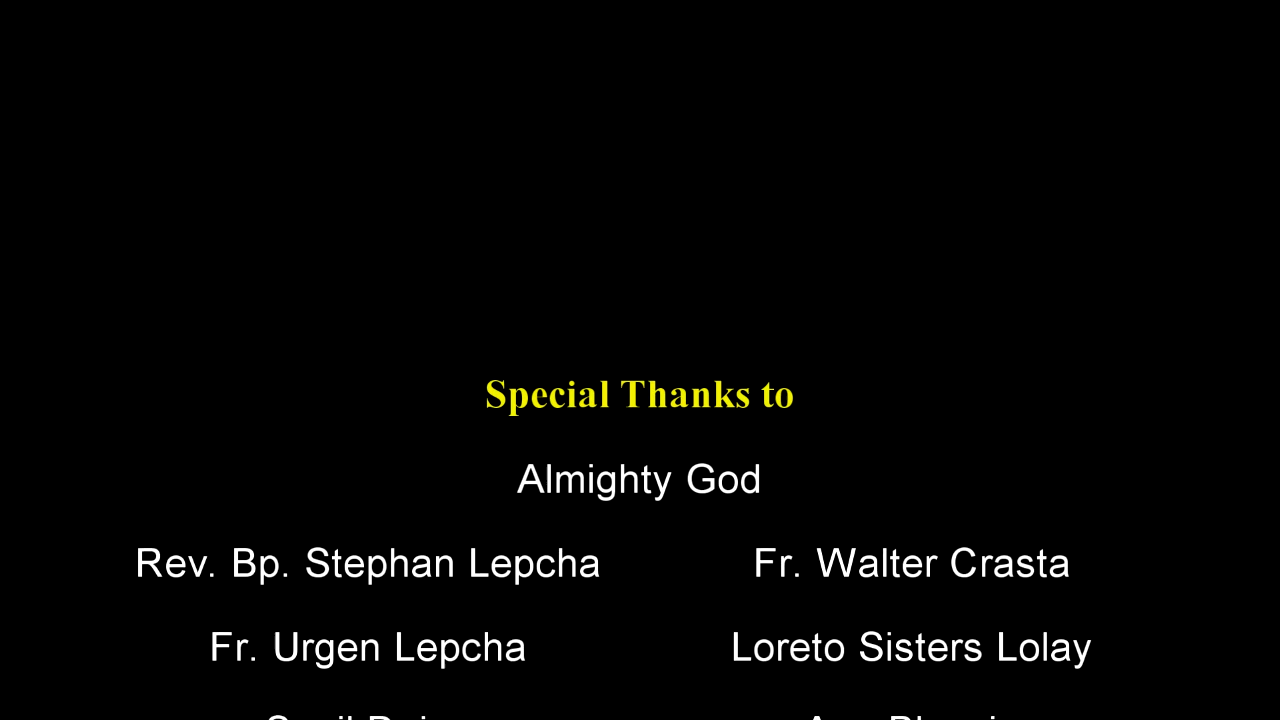 Special Thanks to
Almighty God
Rev. Bp. Stephan Lepcha Fr. Walter Crasta
Fr. Urgen Lepcha Loreto Sisters Lolay